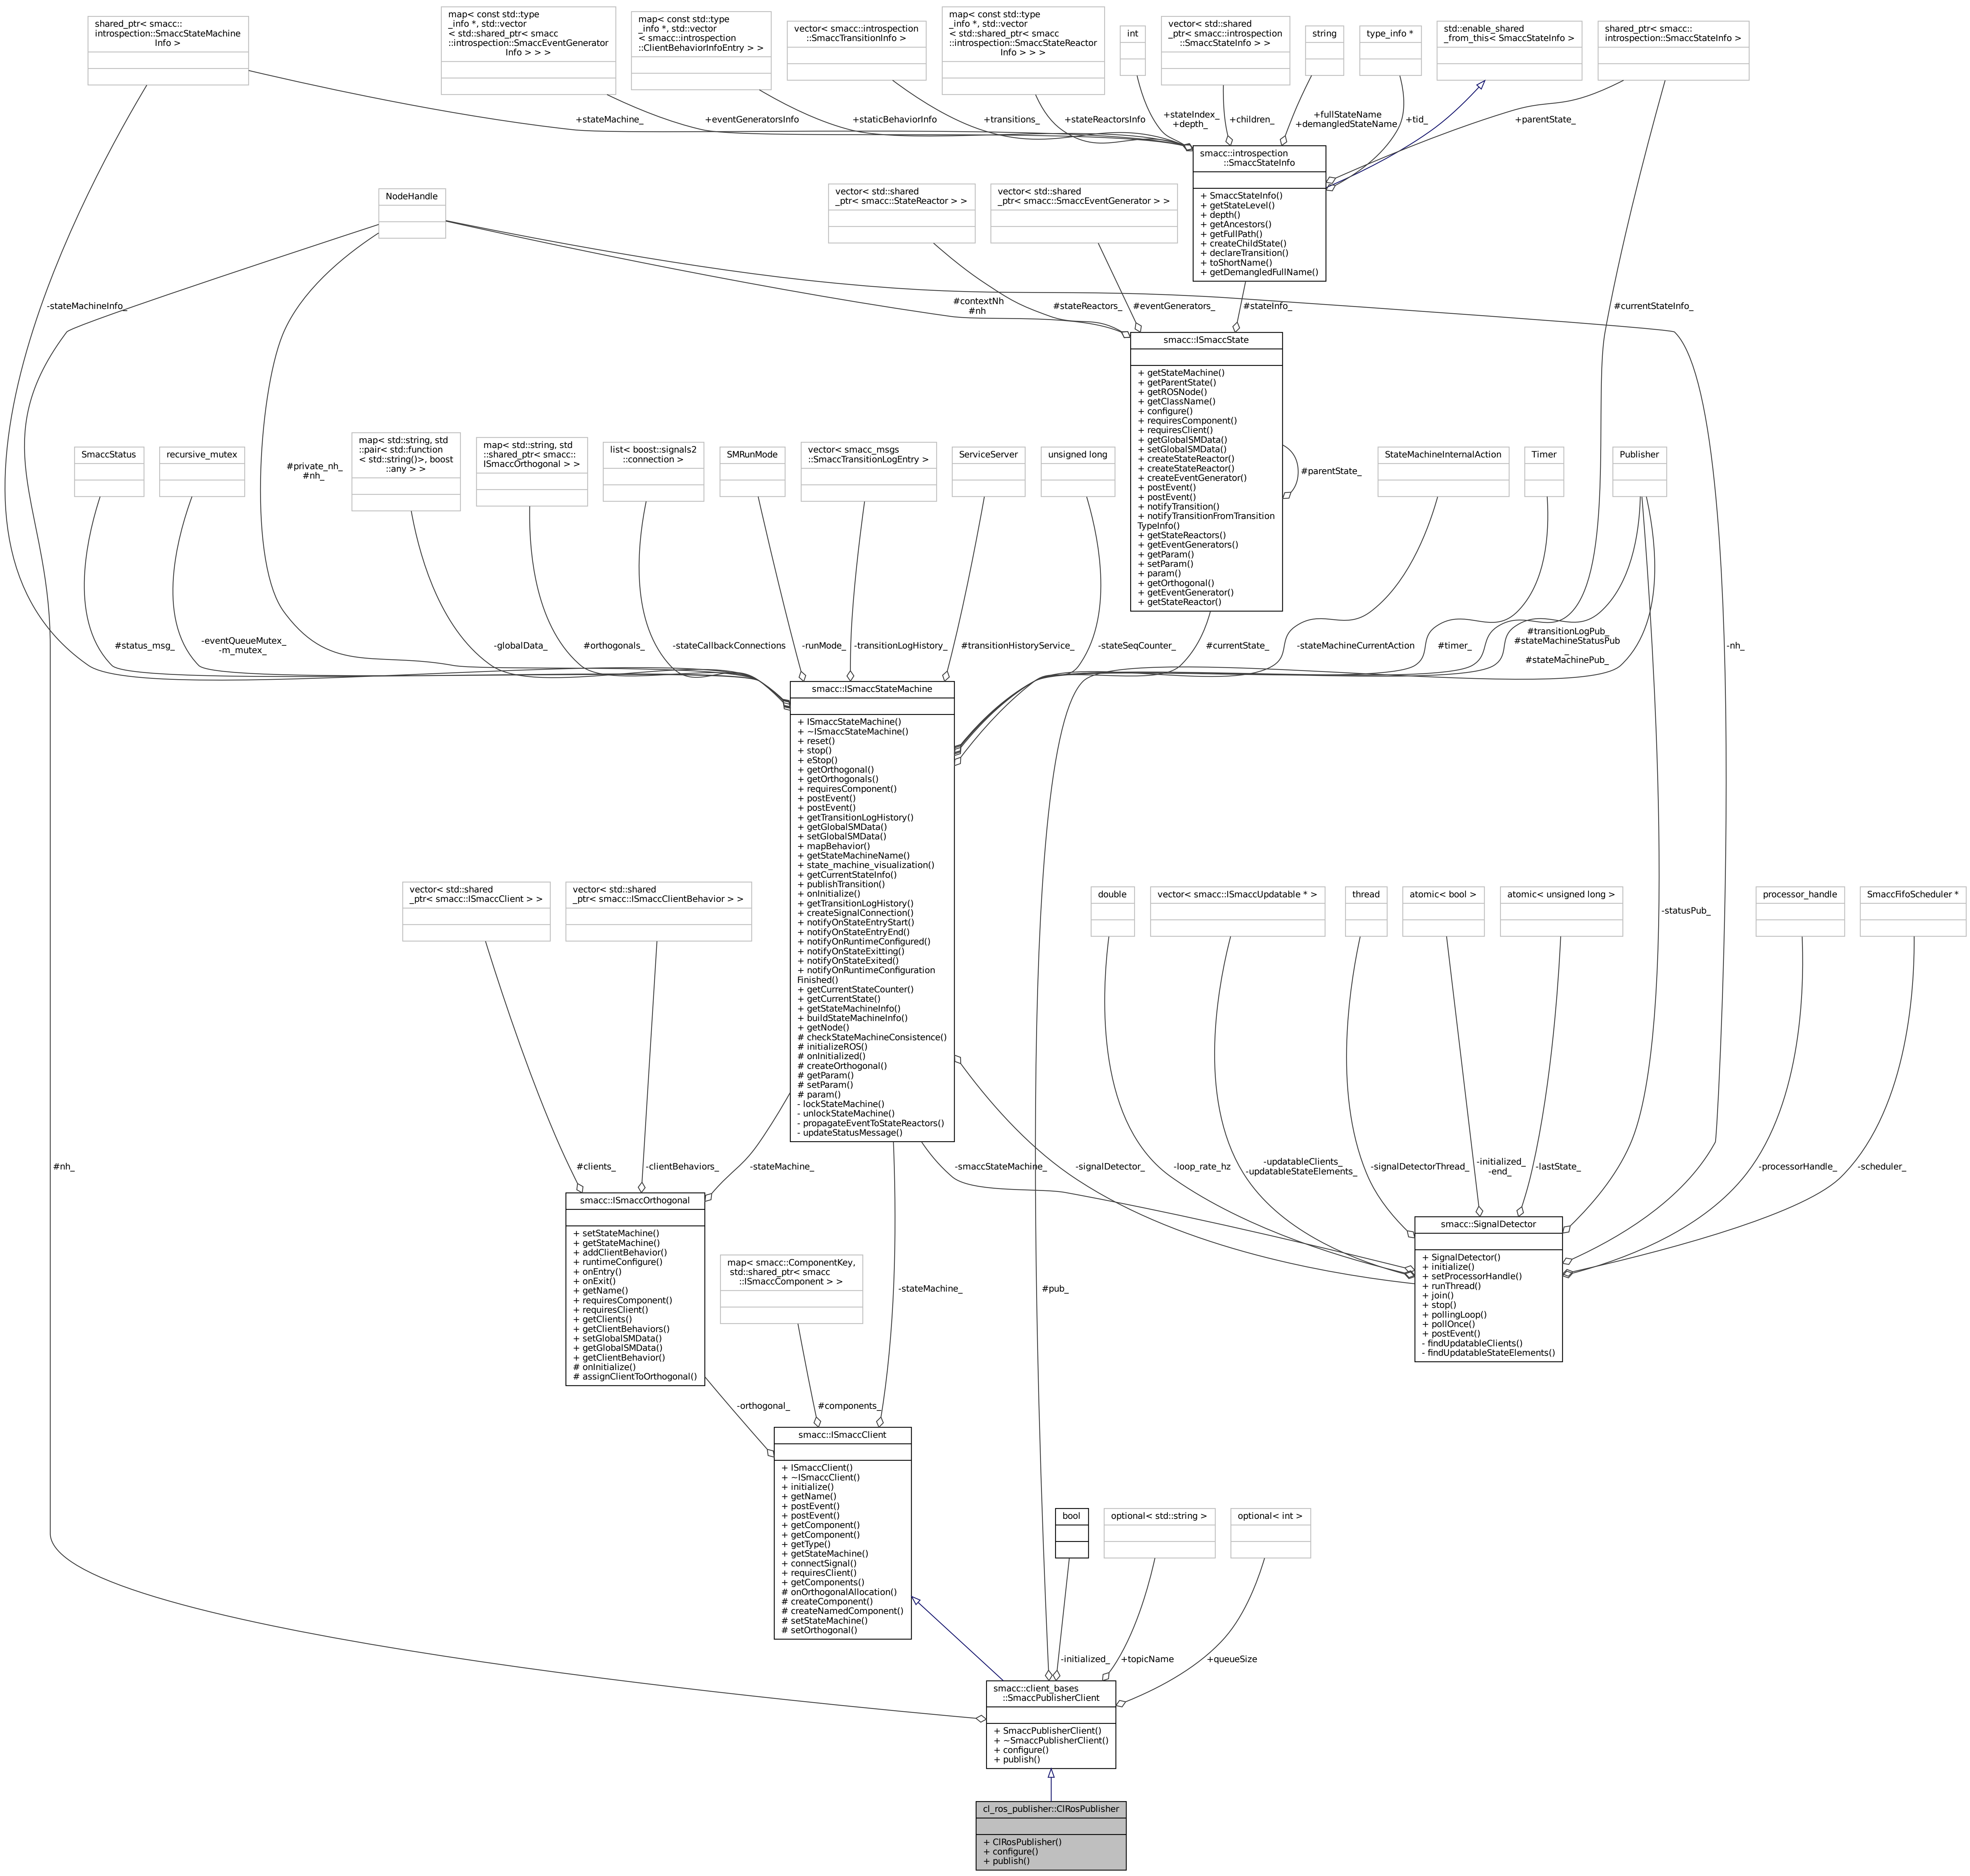 shared_ptr< smacc::
introspection::SmaccStateMachine
Info >
map< const std::type
_info *, std::vector
< std::shared_ptr< smacc
::introspection::SmaccEventGenerator
Info > > >
map< const std::type
_info *, std::vector
< smacc::introspection
::ClientBehaviorInfoEntry > >
vector< smacc::introspection
::SmaccTransitionInfo >
map< const std::type
_info *, std::vector
< std::shared_ptr< smacc
::introspection::SmaccStateReactor
Info > > >
int
vector< std::shared
_ptr< smacc::introspection
::SmaccStateInfo > >
string
type_info *
std::enable_shared
_from_this< SmaccStateInfo >
shared_ptr< smacc::
introspection::SmaccStateInfo >
+stateMachine_
+eventGeneratorsInfo
+staticBehaviorInfo
+transitions_
+stateReactorsInfo
+stateIndex_
+depth_
+children_
+fullStateName
+demangledStateName
+tid_
+parentState_
smacc::introspection
::SmaccStateInfo
+ SmaccStateInfo()
+ getStateLevel()
+ depth()
+ getAncestors()
+ getFullPath()
+ createChildState()
+ declareTransition()
+ toShortName()
+ getDemangledFullName()
NodeHandle
vector< std::shared
_ptr< smacc::StateReactor > >
vector< std::shared
_ptr< smacc::SmaccEventGenerator > >
-stateMachineInfo_
#contextNh
#nh
#stateReactors_
#eventGenerators_
#stateInfo_
#currentStateInfo_
smacc::ISmaccState
+ getStateMachine()
+ getParentState()
+ getROSNode()
+ getClassName()
+ configure()
+ requiresComponent()
+ requiresClient()
+ getGlobalSMData()
+ setGlobalSMData()
+ createStateReactor()
+ createStateReactor()
+ createEventGenerator()
+ postEvent()
+ postEvent()
+ notifyTransition()
+ notifyTransitionFromTransition
TypeInfo()
+ getStateReactors()
+ getEventGenerators()
+ getParam()
+ setParam()
+ param()
+ getOrthogonal()
+ getEventGenerator()
+ getStateReactor()
#parentState_
SmaccStatus
recursive_mutex
#private_nh_
#nh_
map< std::string, std
::pair< std::function
< std::string()>, boost
::any > >
map< std::string, std
::shared_ptr< smacc::
ISmaccOrthogonal > >
list< boost::signals2
::connection >
SMRunMode
vector< smacc_msgs
::SmaccTransitionLogEntry >
ServiceServer
unsigned long
StateMachineInternalAction
Timer
Publisher
#status_msg_
-eventQueueMutex_
-m_mutex_
-globalData_
#orthogonals_
-stateCallbackConnections
-runMode_
-transitionLogHistory_
#transitionHistoryService_
-stateSeqCounter_
#currentState_
-stateMachineCurrentAction
#timer_
#transitionLogPub_
#stateMachineStatusPub
_
#stateMachinePub_
-nh_
smacc::ISmaccStateMachine
+ ISmaccStateMachine()
+ ~ISmaccStateMachine()
+ reset()
+ stop()
+ eStop()
+ getOrthogonal()
+ getOrthogonals()
+ requiresComponent()
+ postEvent()
+ postEvent()
+ getTransitionLogHistory()
+ getGlobalSMData()
+ setGlobalSMData()
+ mapBehavior()
+ getStateMachineName()
+ state_machine_visualization()
+ getCurrentStateInfo()
+ publishTransition()
+ onInitialize()
+ getTransitionLogHistory()
+ createSignalConnection()
+ notifyOnStateEntryStart()
+ notifyOnStateEntryEnd()
+ notifyOnRuntimeConfigured()
+ notifyOnStateExitting()
+ notifyOnStateExited()
+ notifyOnRuntimeConfiguration
Finished()
+ getCurrentStateCounter()
+ getCurrentState()
+ getStateMachineInfo()
+ buildStateMachineInfo()
+ getNode()
# checkStateMachineConsistence()
# initializeROS()
# onInitialized()
# createOrthogonal()
# getParam()
# setParam()
# param()
- lockStateMachine()
- unlockStateMachine()
- propagateEventToStateReactors()
- updateStatusMessage()
vector< std::shared
_ptr< smacc::ISmaccClient > >
vector< std::shared
_ptr< smacc::ISmaccClientBehavior > >
double
vector< smacc::ISmaccUpdatable * >
thread
atomic< bool >
atomic< unsigned long >
-statusPub_
processor_handle
SmaccFifoScheduler *
#nh_
#clients_
-clientBehaviors_
-stateMachine_
-smaccStateMachine_
-signalDetector_
-loop_rate_hz
-updatableClients_
-updatableStateElements_
-signalDetectorThread_
-initialized_
-end_
-lastState_
-processorHandle_
-scheduler_
smacc::ISmaccOrthogonal
+ setStateMachine()
+ getStateMachine()
+ addClientBehavior()
+ runtimeConfigure()
+ onEntry()
+ onExit()
+ getName()
+ requiresComponent()
+ requiresClient()
+ getClients()
+ getClientBehaviors()
+ setGlobalSMData()
+ getGlobalSMData()
+ getClientBehavior()
# onInitialize()
# assignClientToOrthogonal()
smacc::SignalDetector
+ SignalDetector()
+ initialize()
+ setProcessorHandle()
+ runThread()
+ join()
+ stop()
+ pollingLoop()
+ pollOnce()
+ postEvent()
- findUpdatableClients()
- findUpdatableStateElements()
map< smacc::ComponentKey,
std::shared_ptr< smacc
::ISmaccComponent > >
-stateMachine_
#pub_
-orthogonal_
#components_
smacc::ISmaccClient
+ ISmaccClient()
+ ~ISmaccClient()
+ initialize()
+ getName()
+ postEvent()
+ postEvent()
+ getComponent()
+ getComponent()
+ getType()
+ getStateMachine()
+ connectSignal()
+ requiresClient()
+ getComponents()
# onOrthogonalAllocation()
# createComponent()
# createNamedComponent()
# setStateMachine()
# setOrthogonal()
bool
optional< std::string >
optional< int >
-initialized_
+topicName
+queueSize
smacc::client_bases
::SmaccPublisherClient
+ SmaccPublisherClient()
+ ~SmaccPublisherClient()
+ configure()
+ publish()
cl_ros_publisher::ClRosPublisher
+ ClRosPublisher()
+ configure()
+ publish()